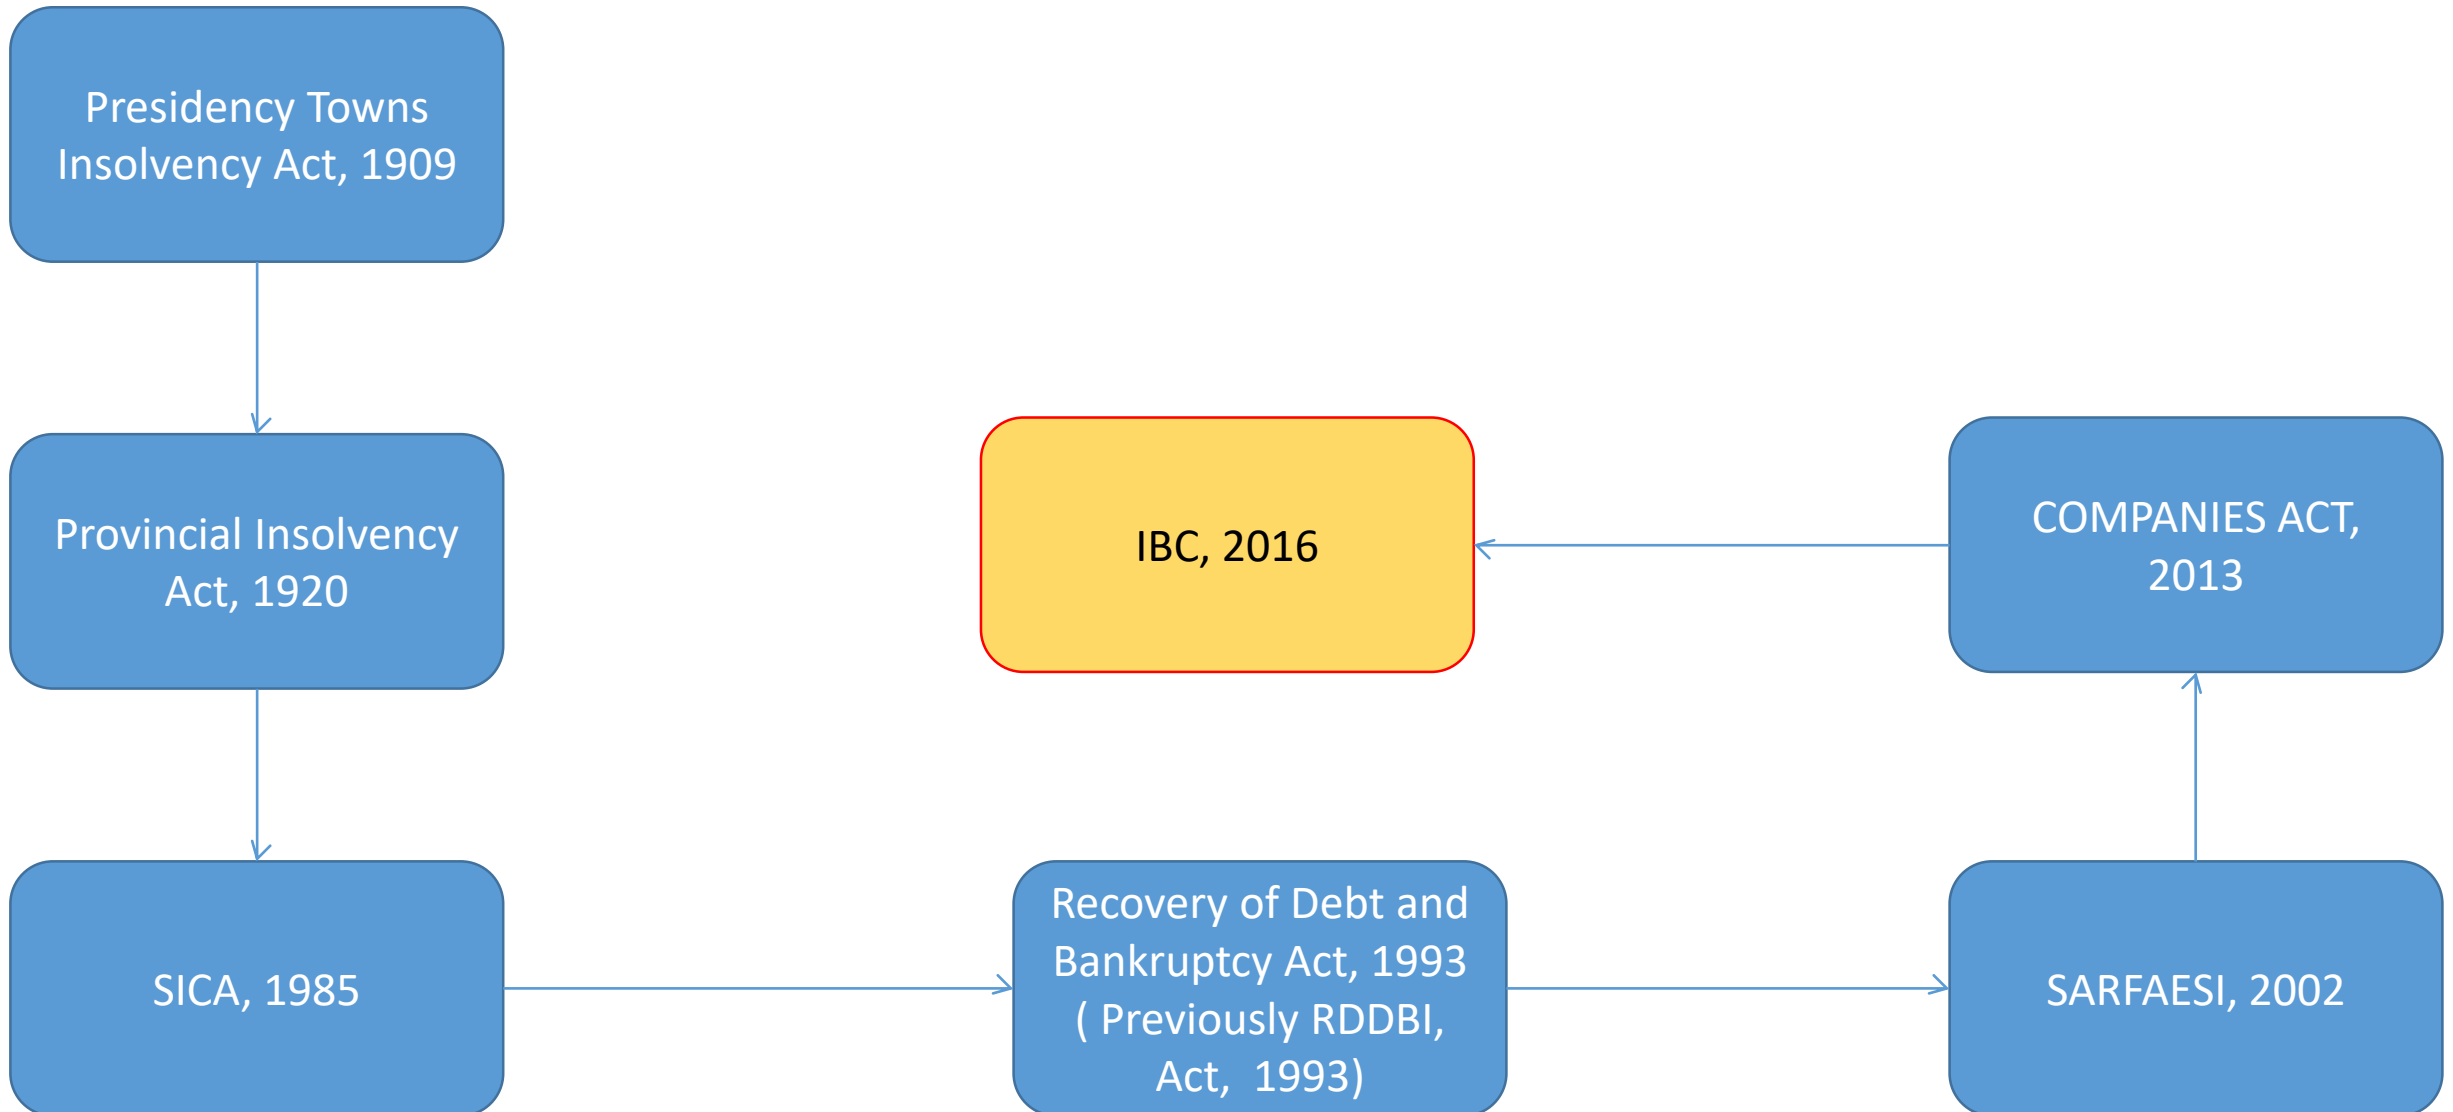 Presidency Towns
Insolvency Act, 1909
Provincial Insolvency
Act, 1920
SICA, 1985
Recovery of Debt and
Bankruptcy Act, 1993
( Previously RDDBI,
Act,  1993)
SARFAESI, 2002
COMPANIES ACT,
2013
IBC, 2016